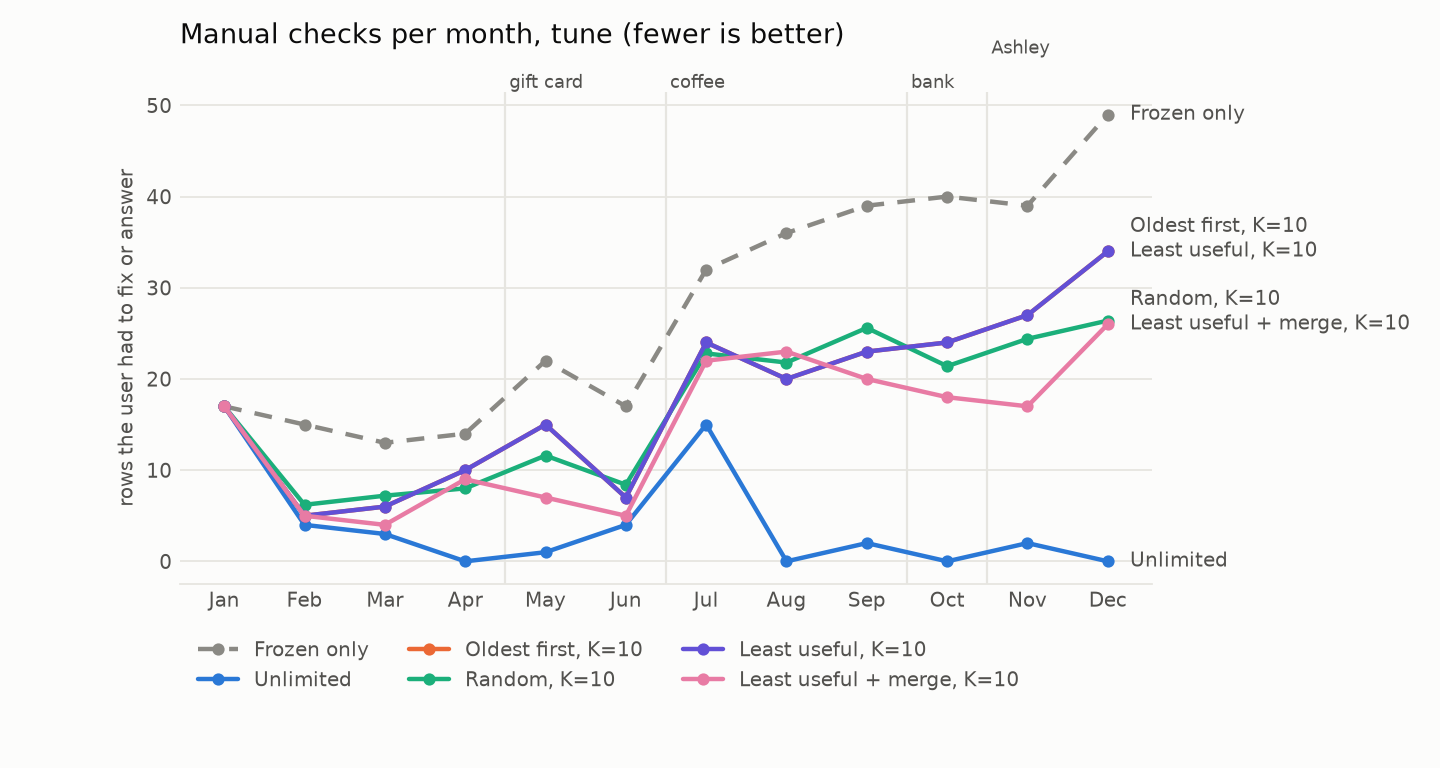 Manual checks per month, tune (fewer is better)
Ashley
gift card
coffee
bank
50
40
30
20
10
0
rows the user had to fix or answer
Frozen only
Oldest first, K=10
Least useful, K=10
Random, K=10
Least useful + merge, K=10
Unlimited
Jan Feb Mar Apr May Jun Jul Aug Sep Oct Nov Dec
Frozen only Oldest first, K=10 Least useful, K=10
Unlimited Random, K=10 Least useful + merge, K=10